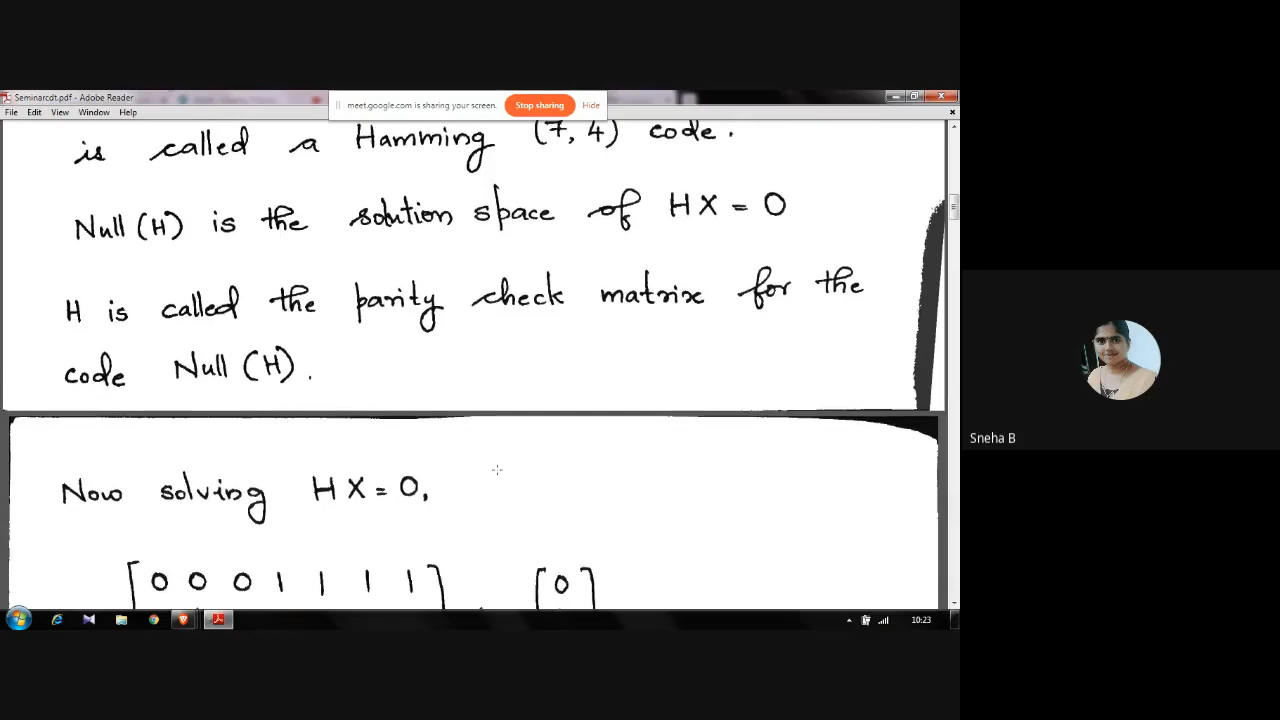 Seminarcdt.pdf - Adobe Reader
meet.google.com is sharing your screen. Stop sharing Hide
File Edit View Window Help
is called a Hamming (7, 4) code.
Null (H) is the solution space of HX = 0
H is called the parity check matrix for the
code Null (H).
Now solving HX = 0,
[0 0 0 1 1 1 1] . [0]
Sneha B
10:23